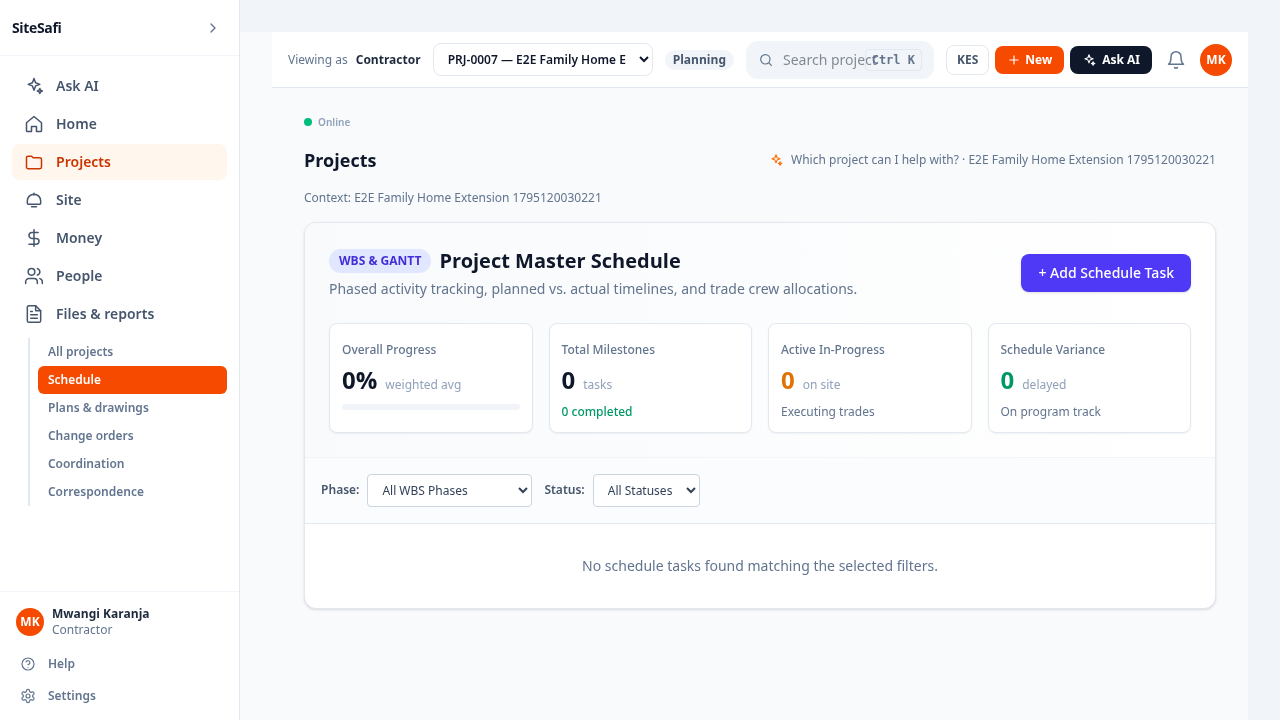 SiteSafi
Ask AI
Home
Projects
Site
Money
People
Files & reports
All projects
Schedule
Plans & drawings
Change orders
Coordination
Correspondence
MK
Mwangi Karanja
Contractor
Help
Settings
Viewing as Contractor
PRJ-0007 — E2E Family Home E
Planning
Search project
Ctrl K
KES
+ New
Ask AI
MK
Online
Projects
Which project can I help with? · E2E Family Home Extension 1795120030221
Context: E2E Family Home Extension 1795120030221
WBS & GANTT
Project Master Schedule
Phased activity tracking, planned vs. actual timelines, and trade crew allocations.
+ Add Schedule Task
Overall Progress
0% weighted avg
Total Milestones
0 tasks
0 completed
Active In-Progress
0 on site
Executing trades
Schedule Variance
0 delayed
On program track
Phase: All WBS Phases
Status: All Statuses
No schedule tasks found matching the selected filters.